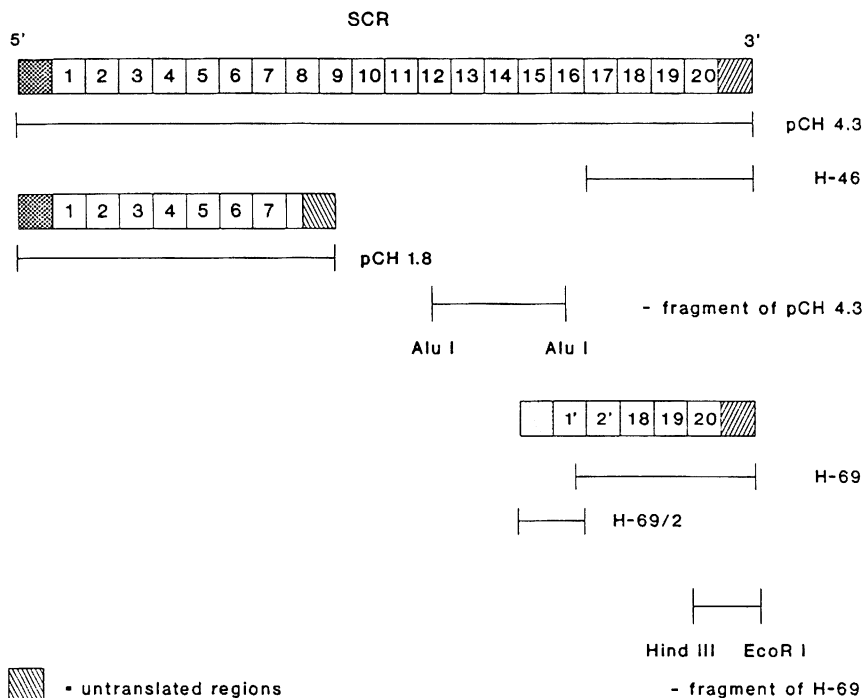 SCR
5' 3'
1 2 3 4 5 6 7 8 9 10 11 12 13 14 15 16 17 18 19 20
pCH 4.3
H-46
1 2 3 4 5 6 7
pCH 1.8
- fragment of pCH 4.3
Alu I Alu I
1' 2' 18 19 20
H-69
H-69/2
Hind III EcoR I
- untranslated regions - fragment of H-69